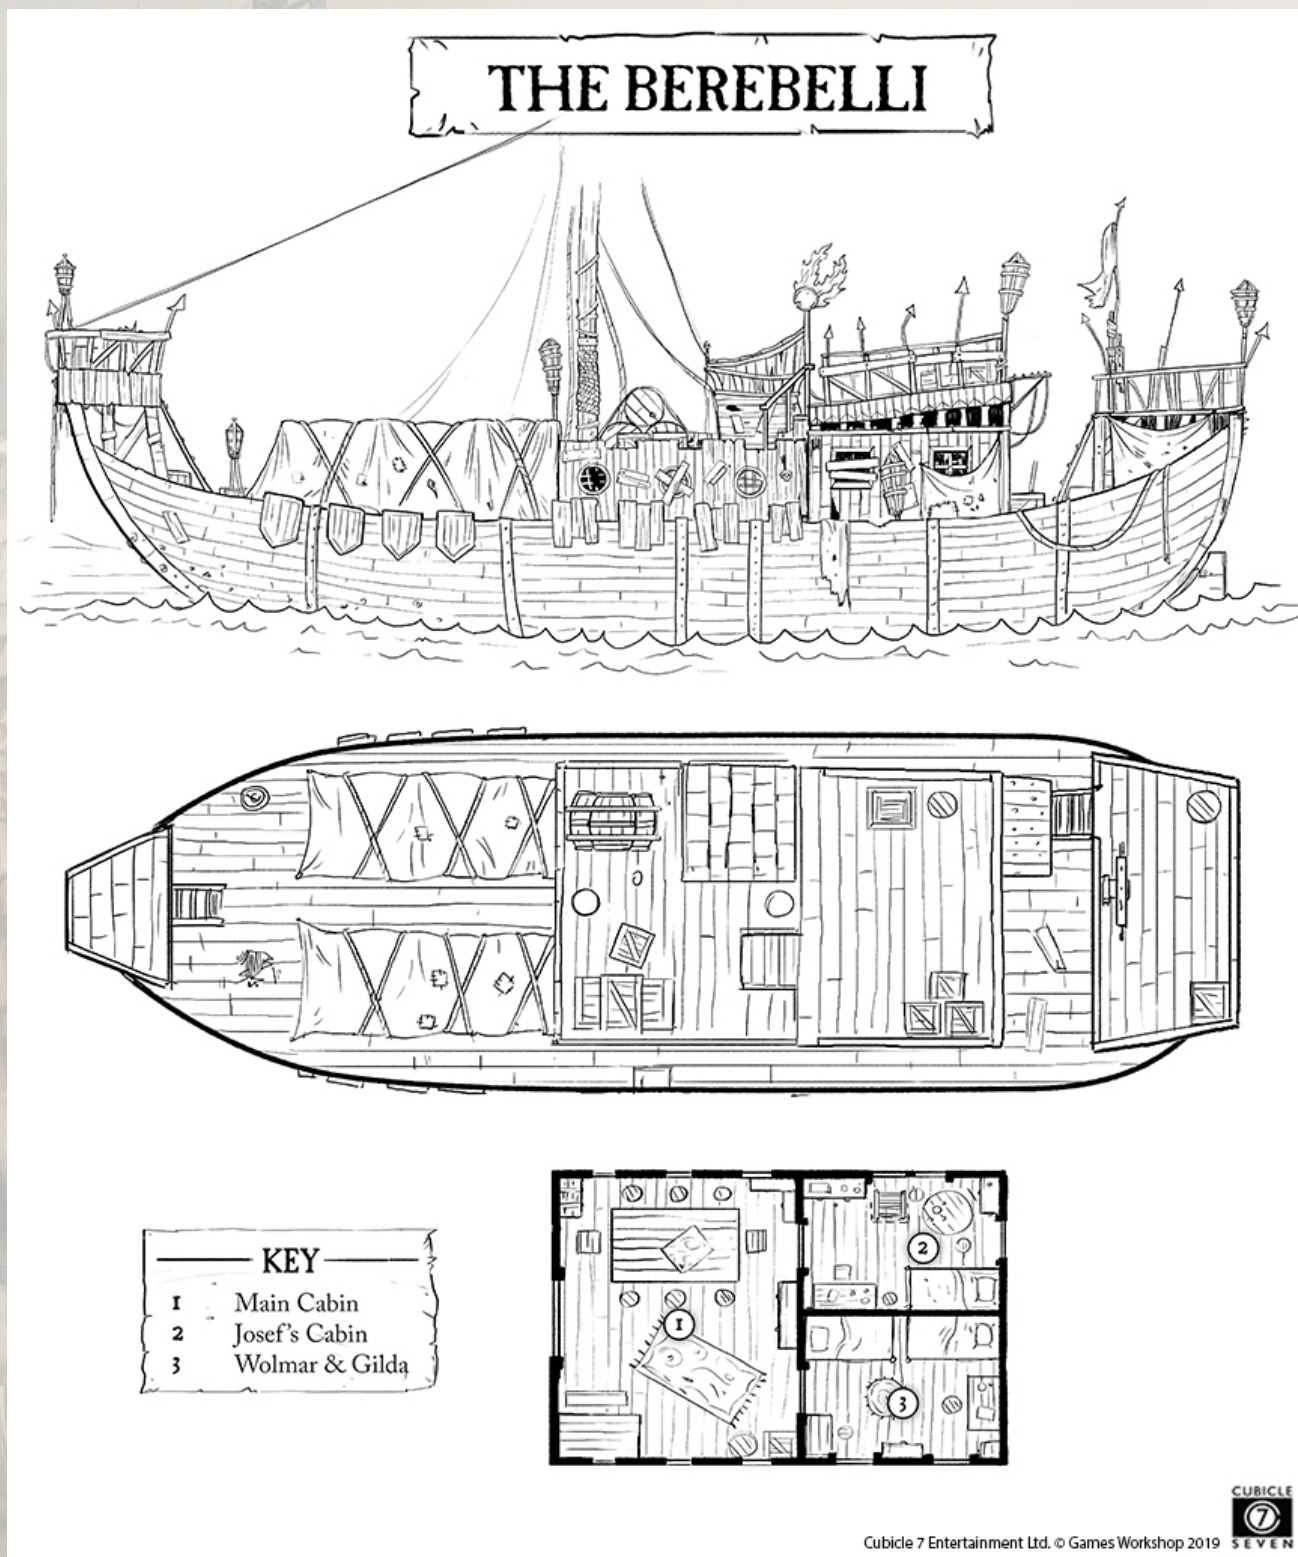 THE BEREBELLI
2
1
3
KEY
1 Main Cabin
2 Josef's Cabin
3 Wolmar & Gilda
CUBICLE
7
SEVEN
Cubicle 7 Entertainment Ltd. © Games Workshop 2019